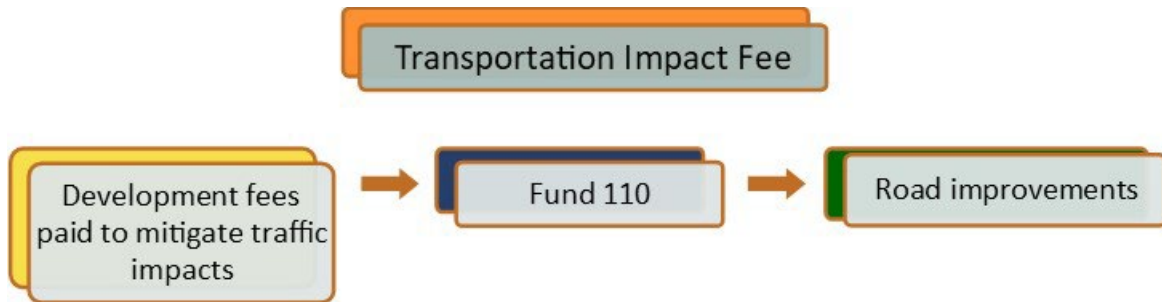 Transportation Impact Fee
Development fees
paid to mitigate traffic
impacts
Fund 110
Road improvements